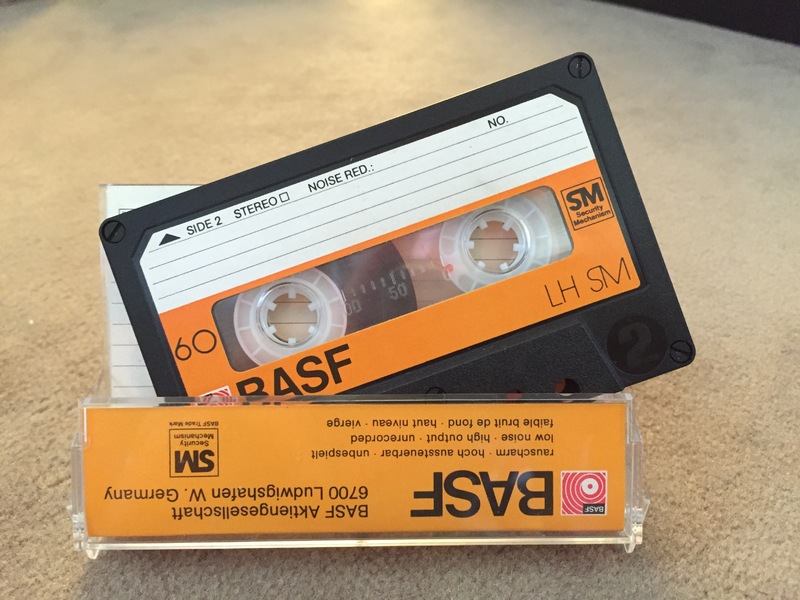 NO.
SIDE 2 STEREO NOISE RED.:
SM
Security
Mechanism
60
50
LH SM
BASF
2
BASF
BASF
BASF Aktiengesellschaft
6700 Ludwigshafen W. Germany
rauscharm · hoch aussteuerbar · unbespielt
low noise · high output · unrecorded
faible bruit de fond · haut niveau · vierge
SM
Security
Mechanism
BASF Trade Mark